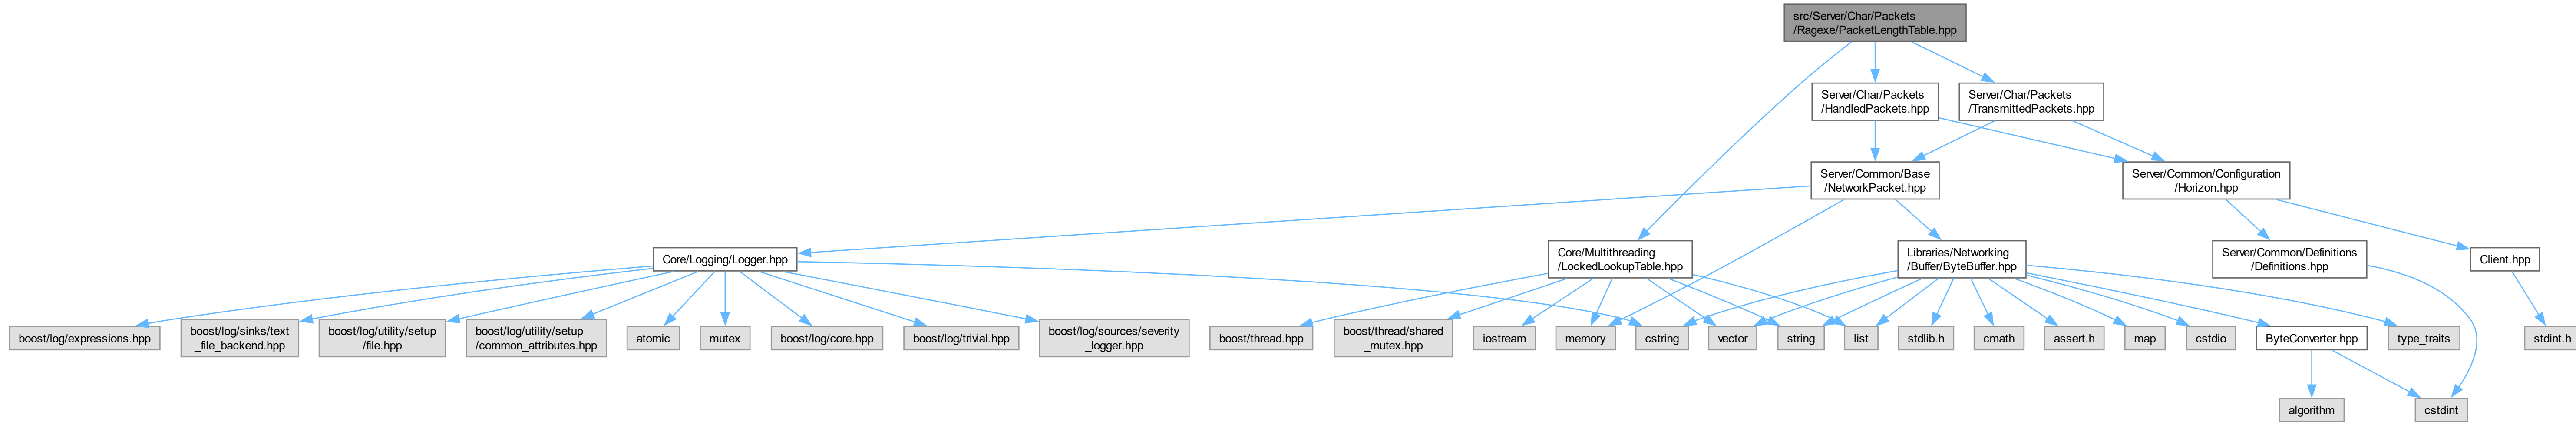 src/Server/Char/Packets
/Ragexe/PacketLengthTable.hpp
Server/Char/Packets
/HandledPackets.hpp
Server/Char/Packets
/TransmittedPackets.hpp
Server/Common/Base
/NetworkPacket.hpp
Server/Common/Configuration
/Horizon.hpp
Core/Logging/Logger.hpp
Core/Multithreading
/LockedLookupTable.hpp
Libraries/Networking
/Buffer/ByteBuffer.hpp
Server/Common/Definitions
/Definitions.hpp
Client.hpp
boost/log/expressions.hpp
boost/log/sinks/text
_file_backend.hpp
boost/log/utility/setup
/file.hpp
boost/log/utility/setup
/common_attributes.hpp
atomic
mutex
boost/log/core.hpp
boost/log/trivial.hpp
boost/log/sources/severity
_logger.hpp
boost/thread.hpp
boost/thread/shared
_mutex.hpp
iostream
memory
cstring
vector
string
list
stdlib.h
cmath
assert.h
map
cstdio
ByteConverter.hpp
type_traits
stdint.h
algorithm
cstdint